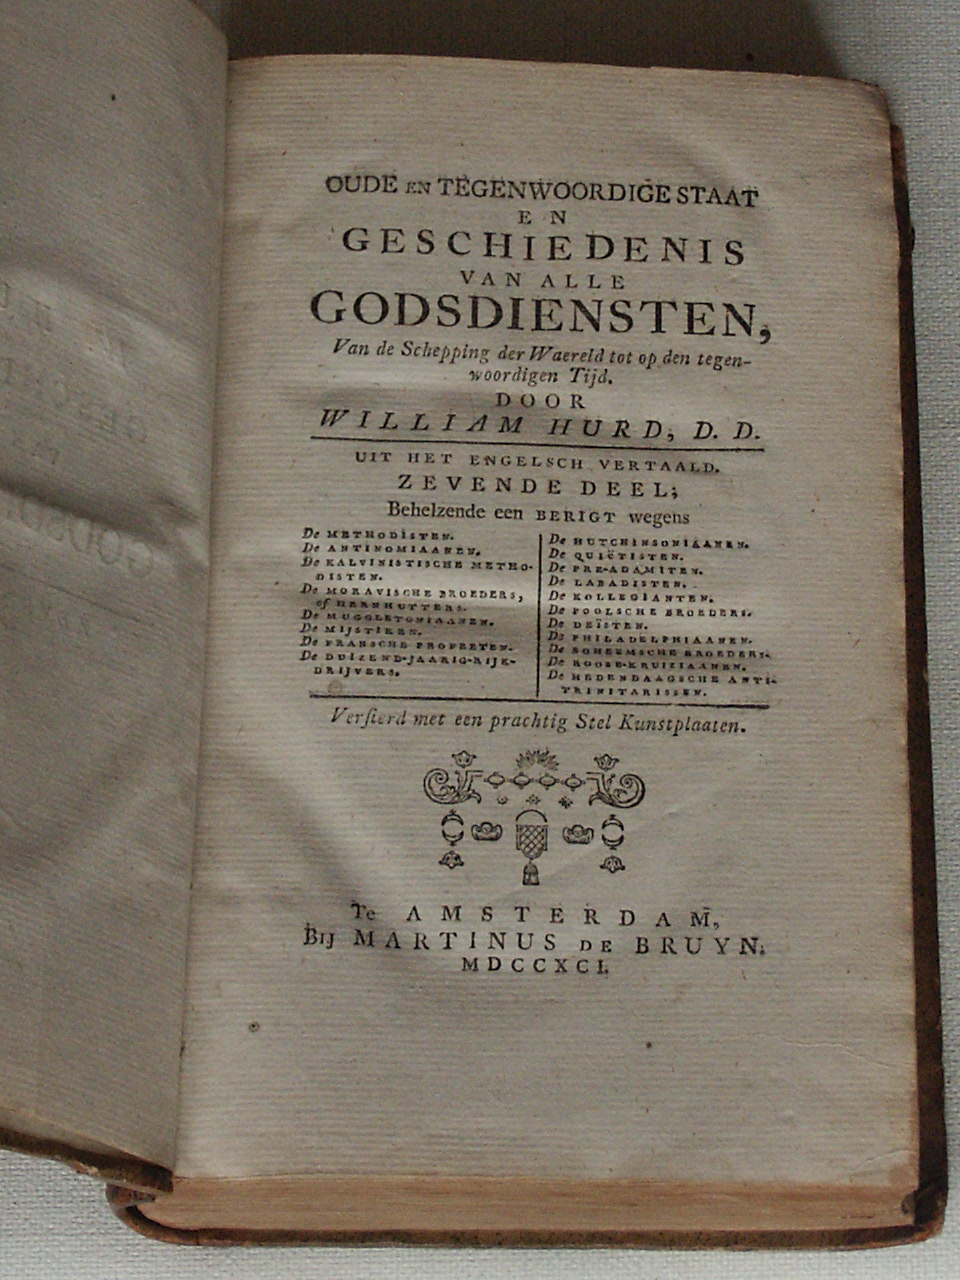 OUDE EN TEGENWOORDIGE STAAT
EN
GESCHIEDENIS
VAN ALLE
GODSDIENSTEN,
Van de Schepping der Waereld tot op den tegen-
woordigen Tijd.
DOOR
WILLIAM HURD, D. D.
UIT HET ENGELSCH VERTAALD.
ZEVENDE DEEL;
Behelzende een BERIGT wegens
De METHODISTEN.
De ANTINOMIAANEN.
De KALVINISTISCHE METHO-
DISTEN.
De MORAVISCHE BROEDERS,
of HERNHUTTERS.
De MUGGLETONIAANEN.
De MIJSTIKEN.
De FRANSCHE PROFEETEN.
De DUIZEND-JAARIG-RIJK-
DRIJVERS.
De HUTCHINSONIAANEN.
De QUIËTISTEN.
De PRE-ADAMITEN.
De LABADISTEN.
De KOLLEGIANTEN.
De POOLSCHE BROEDERS.
De DEÏSTEN.
De PHILADELPHIAANEN.
De BOHEEMSCHE BROEDERS.
De ROOSE-KRUIZIAANEN.
De HEDENDAAGSCHE ANTI-
TRINITARISSEN.
Verſierd met een prachtig Stel Kunstplaaten.
Te AMSTERDAM,
Bij MARTINUS DE BRUYN.
MDCCXCI.